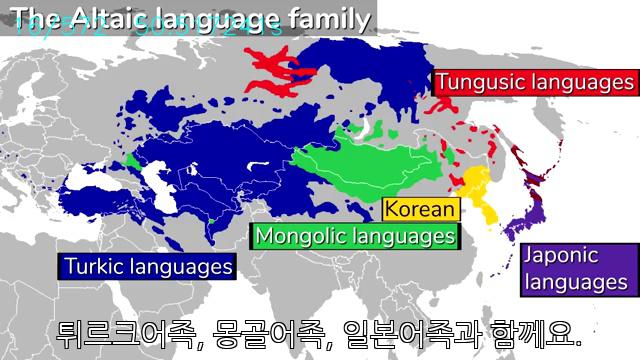 The Altaic language family
Tungusic languages
Korean
Mongolic languages
Turkic languages
Japonic
languages
튀르크어족, 몽골어족, 일본어족과 함께요.